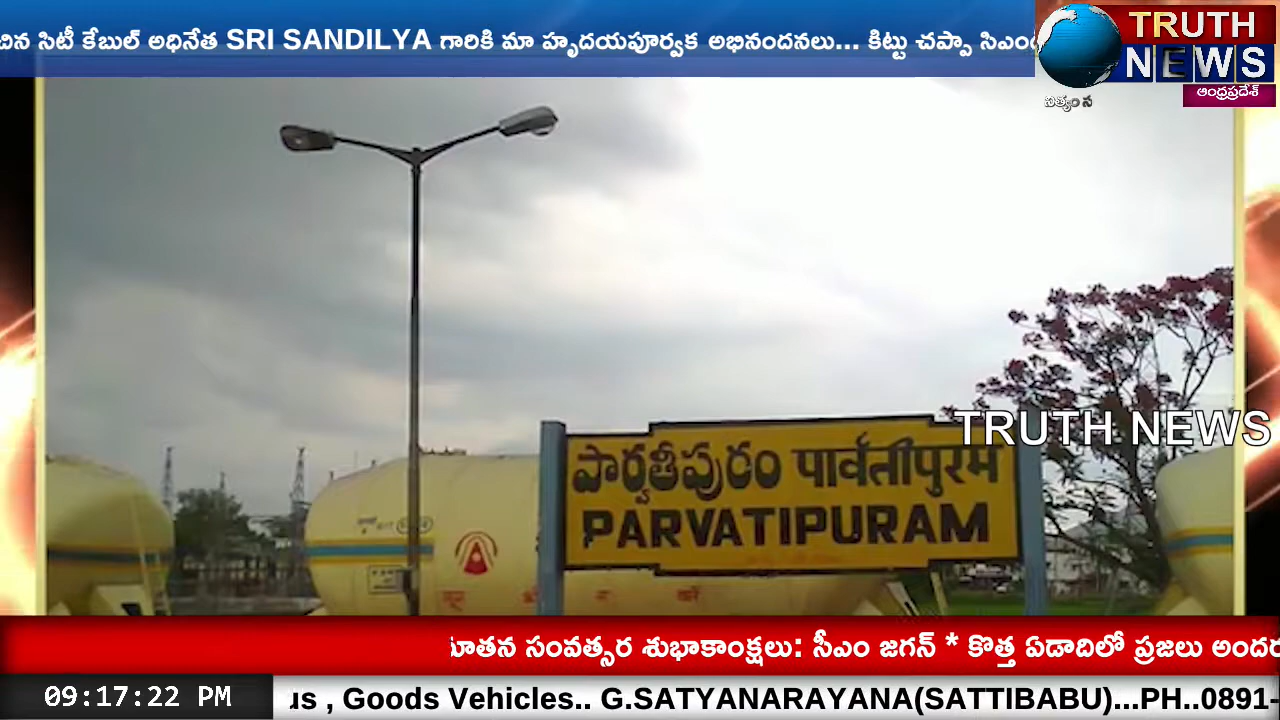 సిటీ కేబుల్ అధినేత SRI SANDILYA గారికి మా హృదయపూర్వక అభినందనలు... కిట్టు చప్పా
TRUTH
NEWS
ఆంధ్రప్రదేశ్
నిత్యం స
TRUTH NEWS
పార్వతీపురం पार्वतीपुरम
PARVATIPURAM
సంవత్సర శుభాకాంక్షలు: సీఎం జగన్ * కొత్త ఏడాదిలో ప్రజలు
09:17:22 PM
, Goods Vehicles.. G.SATYANARAYANA(SATTIBABU)...PH..0891-